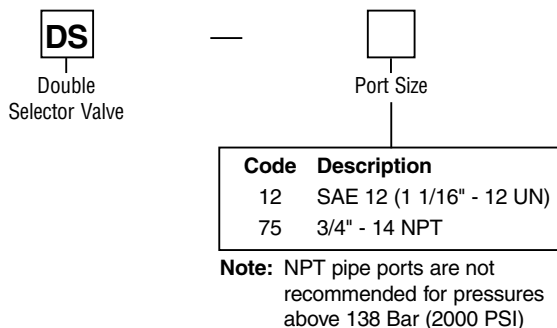 DS —
Double
Selector Valve
Port Size
Code Description
12 SAE 12 (1 1/16" - 12 UN)
75 3/4" - 14 NPT
Note: NPT pipe ports are not
recommended for pressures
above 138 Bar (2000 PSI)